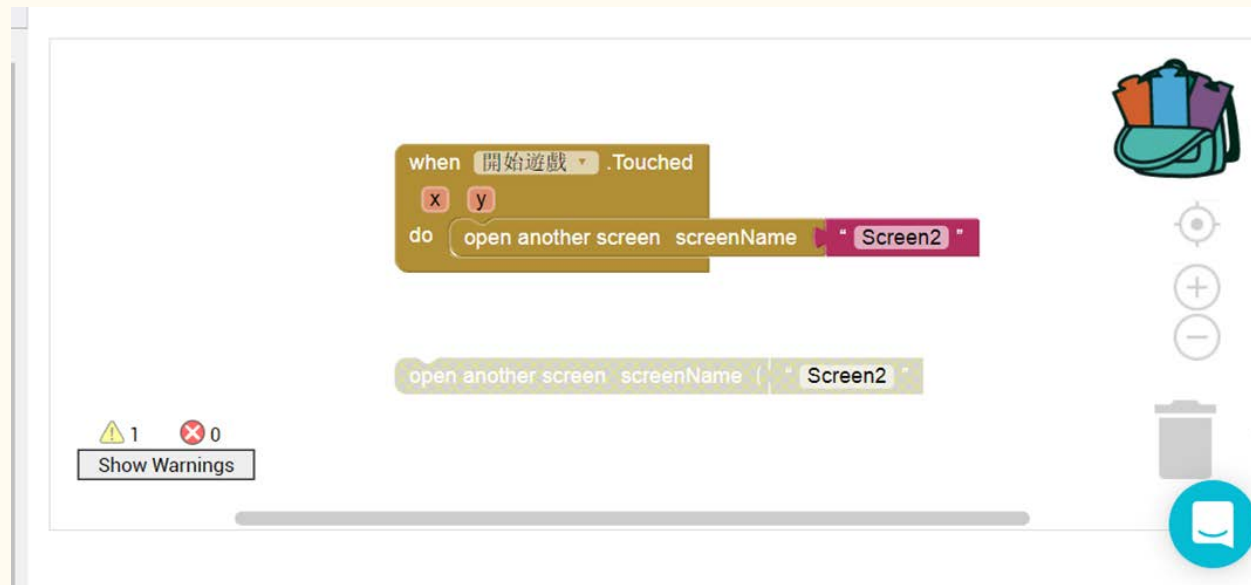 when 開始遊戲 .Touched
x y
do open another screen screenName " Screen2 "
open another screen screenName " Screen2 "
1 0
Show Warnings